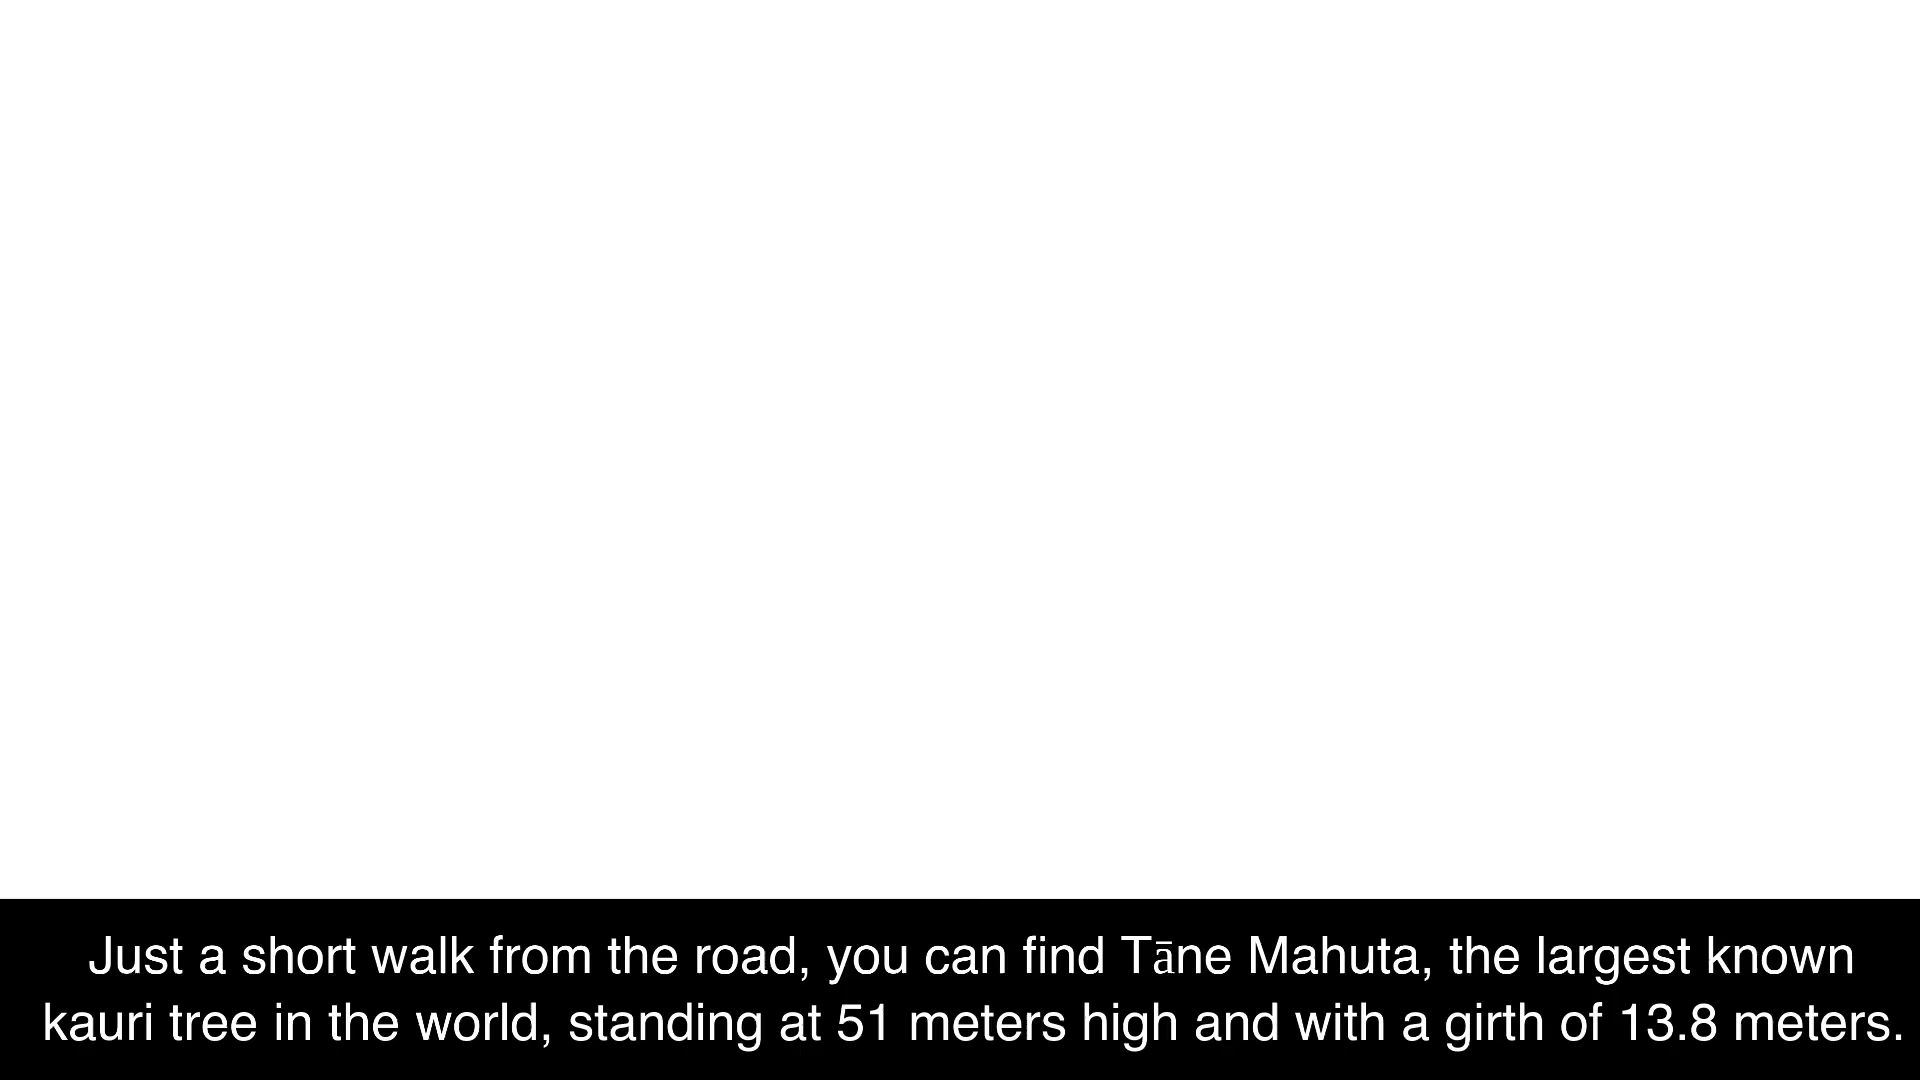 Just a short walk from the road, you can find Tāne Mahuta, the largest known
kauri tree in the world, standing at 51 meters high and with a girth of 13.8 meters.